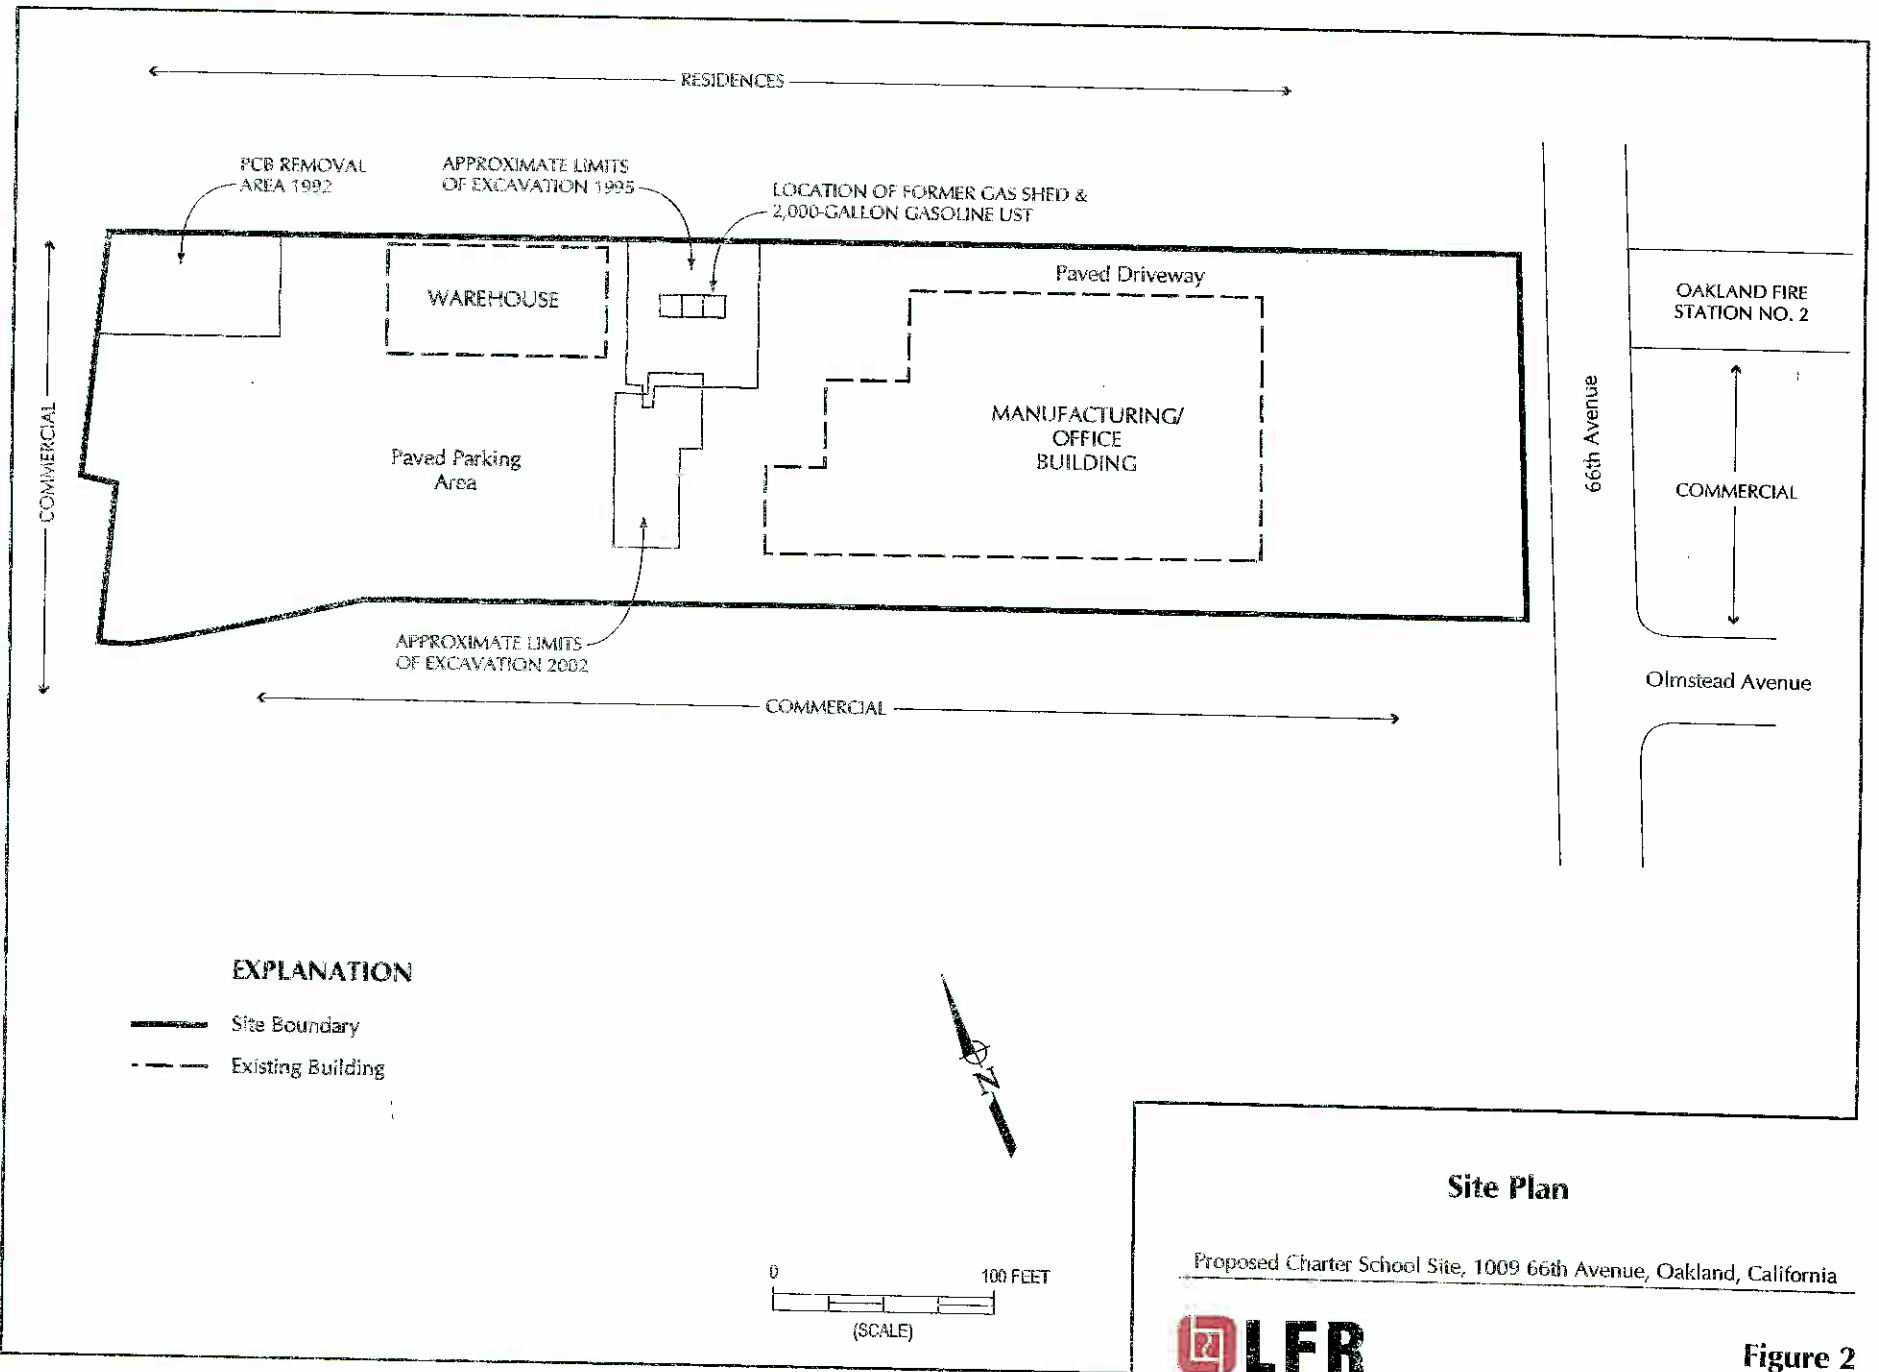 RESIDENCES
PCB REMOVAL
AREA 1992
APPROXIMATE LIMITS
OF EXCAVATION 1995
LOCATION OF FORMER GAS SHED &
2,000-GALLON GASOLINE UST
COMMERCIAL
WAREHOUSE
Paved Driveway
Paved Parking
Area
MANUFACTURING/
OFFICE
BUILDING
66th Avenue
OAKLAND FIRE
STATION NO. 2
COMMERCIAL
Olmstead Avenue
APPROXIMATE LIMITS
OF EXCAVATION 2002
COMMERCIAL
EXPLANATION
Site Boundary
Existing Building
N
0 100 FEET
(SCALE)
Site Plan
Proposed Charter School Site, 1009 66th Avenue, Oakland, California
LFR
Figure 2